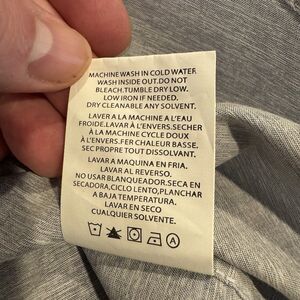 MACHINE WASH IN COLD WATER
WASH INSIDE OUT.DO NOT
BLEACH.TUMBLE DRY LOW.
LOW IRON IF NEEDED.
DRY CLEANABLE ANY SOLVENT.
LAVER A LA MACHINE A L'EAU
FROIDE.LAVAR À L'ENVERS.SECHER
À LA MACHINE CYCLE DOUX
À L'ENVERS.FER CHALEUR BASSE.
SEC PROPRE TOUT DISSOLVANT.
LAVAR A MAQUINA EN FRIA.
LAVAR AL REVERSO,
NO USAR BLANQUEADOR.SECA EN
SECADORA,CICLO LENTO,PLANCHAR
A BAJA TEMPERATURA.
LAVAR EN SECO
CUALQUIER SOLVENTE.
A